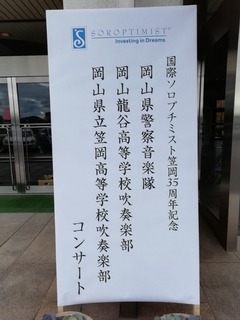 SOROPTIMIST
Investing in Dreams
国際ソロプチミスト笠岡35周年記念
岡山県警察音楽隊
岡山龍谷高等学校吹奏楽部
岡山県立笠岡高等学校吹奏楽部
コンサート